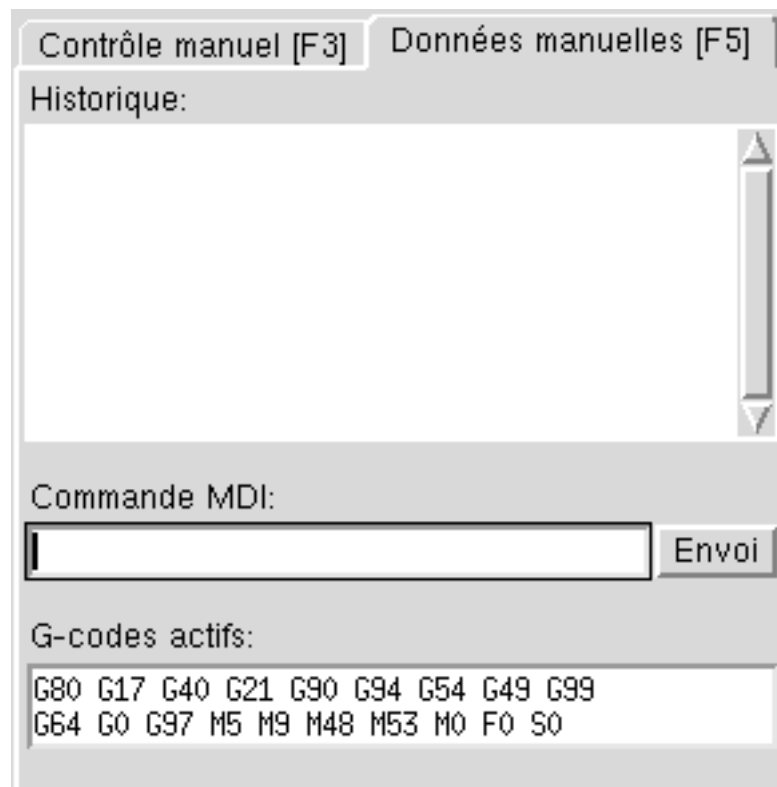 Contrôle manuel [F3] Données manuelles [F5]
Historique:
Commande MDI:
Envoi
G-codes actifs:
G80 G17 G40 G21 G90 G94 G54 G49 G99
G64 G0 G97 M5 M9 M48 M53 M0 F0 S0